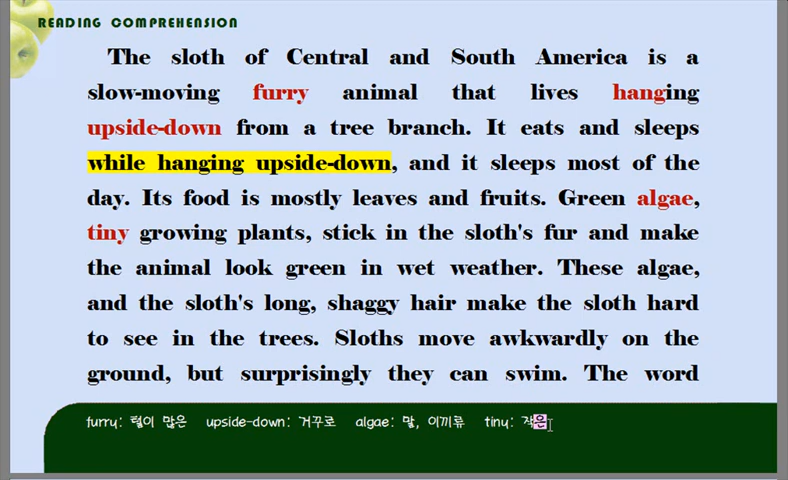 READING COMPREHENSION
The sloth of Central and South America is a
slow-moving furry animal that lives hanging
upside-down from a tree branch. It eats and sleeps
while hanging upside-down, and it sleeps most of the
day. Its food is mostly leaves and fruits. Green algae,
tiny growing plants, stick in the sloth's fur and make
the animal look green in wet weather. These algae,
and the sloth's long, shaggy hair make the sloth hard
to see in the trees. Sloths move awkwardly on the
ground, but surprisingly they can swim. The word
furry: 털이 많은 upside-down: 거꾸로 algae: 말, 이끼류 tiny: 작은